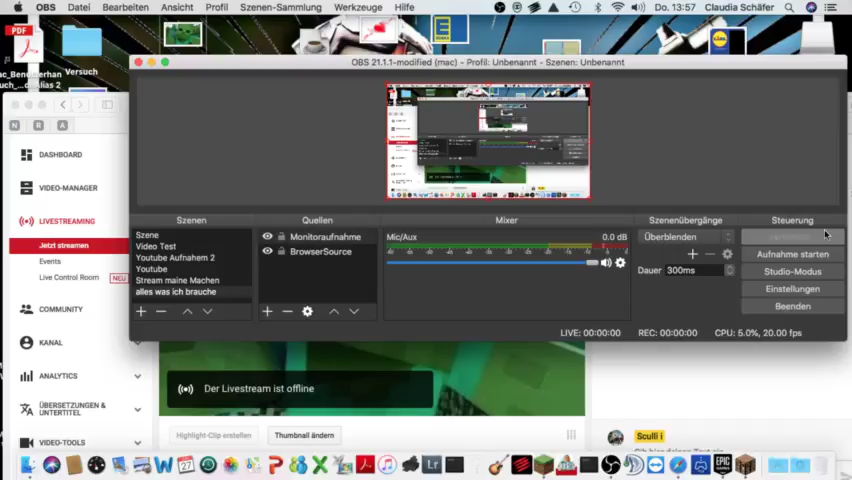 OBS Datei Bearbeiten Ansicht Profil Szenen-Sammlung Werkzeuge Hilfe Do. 13:57 Claudia Schäfer
PDF
Versuch
OBS 21.1.1-modified (mac) - Profil: Unbenannt - Szenen: Unbenannt
N R A
DASHBOARD
VIDEO-MANAGER
LIVESTREAMING
Jetzt streamen
Events
Live Control Room NEU
COMMUNITY
KANAL
ANALYTICS
ÜBERSETZUNGEN &
UNTERTITEL
VIDEO-TOOLS
Szenen
Szene
Video Test
Youtube Aufnahem 2
Youtube
Stream maine Machen
alles was ich brauche
Quellen
Monitoraufnahme
BrowserSource
Mixer
Mic/Aux 0.0 dB
Szenenübergänge
Überblenden
Dauer 300ms
Steuerung
Aufnahme starten
Studio-Modus
Einstellungen
Beenden
LIVE: 00:00:00 REC: 00:00:00 CPU: 5.0%, 20.00 fps
Der Livestream ist offline
Highlight-Clip erstellen Thumbnail ändern
Sculli i
27
Lr
EPIC
GAMES